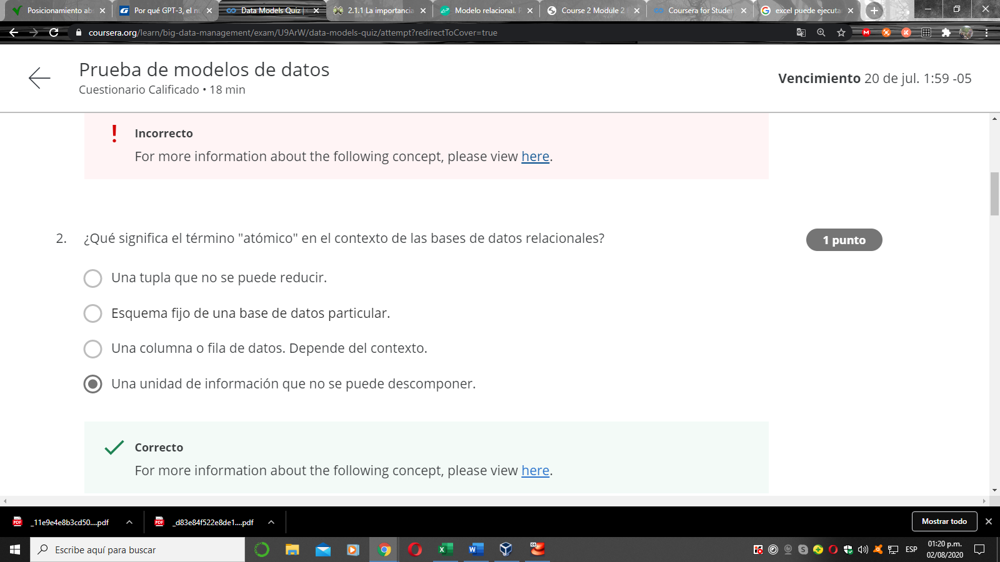 Posicionamiento ab
Por qué GPT-3, el n
Data Models Quiz
2.1.1 La importancia
Modelo relacional.
Course 2 Module 2
Coursera for Studen
excel puede ejecuta
coursera.org/learn/big-data-management/exam/U9ArW/data-models-quiz/attempt?redirectToCover=true
Prueba de modelos de datos
Cuestionario Calificado • 18 min
Vencimiento 20 de jul. 1:59 -05
Incorrecto
For more information about the following concept, please view here.
2. ¿Qué significa el término "atómico" en el contexto de las bases de datos relacionales?
1 punto
Una tupla que no se puede reducir.
Esquema fijo de una base de datos particular.
Una columna o fila de datos. Depende del contexto.
Una unidad de información que no se puede descomponer.
Correcto
For more information about the following concept, please view here.
_11e9e4e8b3cd50....pdf
_d83e84f522e8de1....pdf
Mostrar todo
Escribe aquí para buscar
ESP
01:20 p.m.
02/08/2020